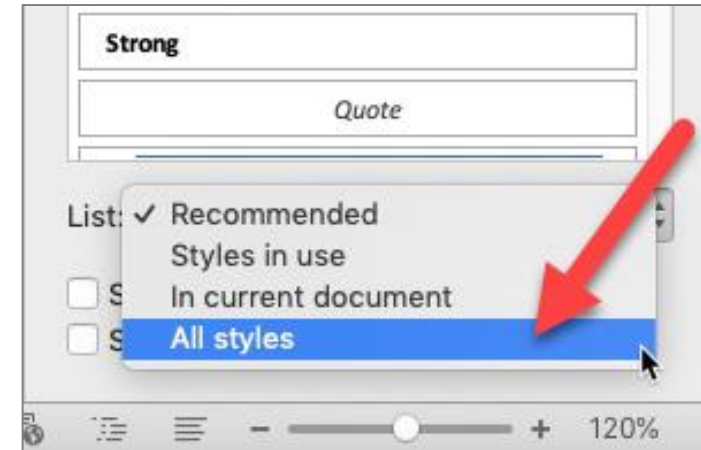 Strong
Quote
List: ✓ Recommended
Styles in use
S In current document
S All styles
120%